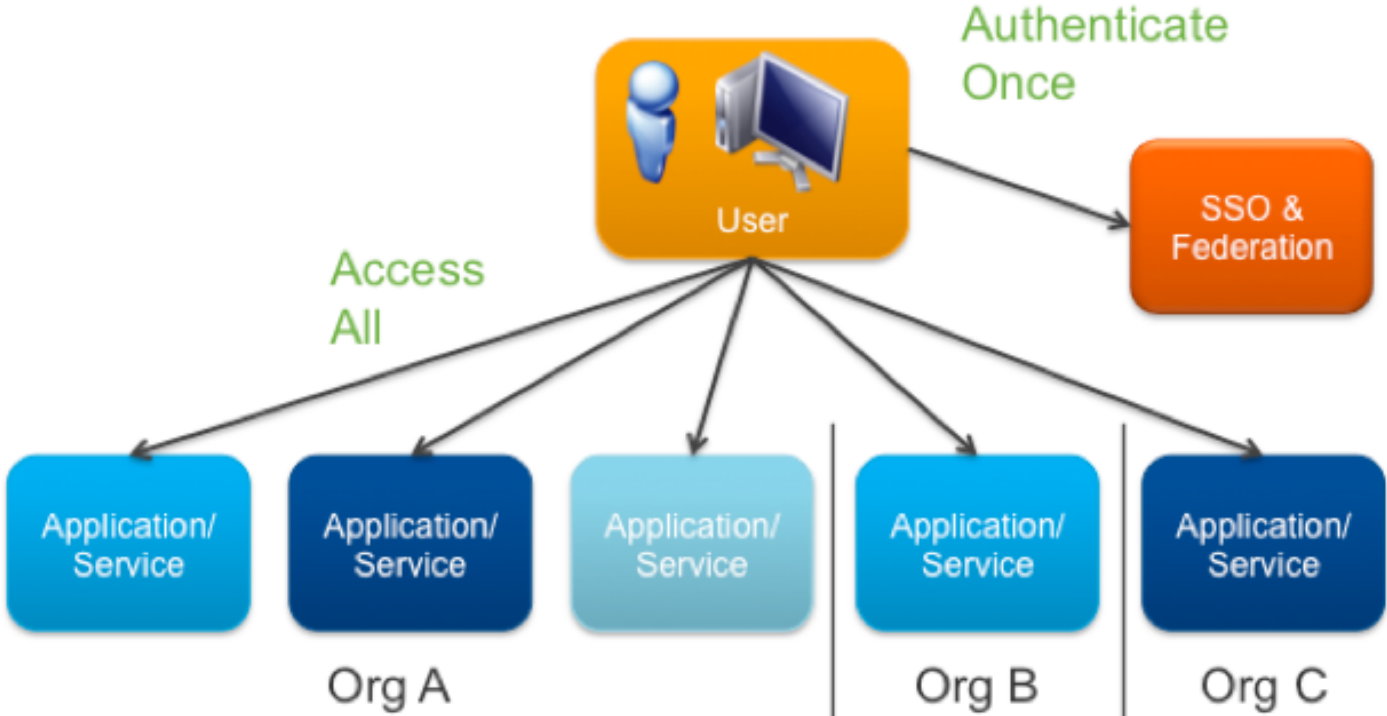 Authenticate
Once
User
SSO &
Federation
Access
All
Application/
Service
Application/
Service
Application/
Service
Application/
Service
Application/
Service
Org A
Org B
Org C